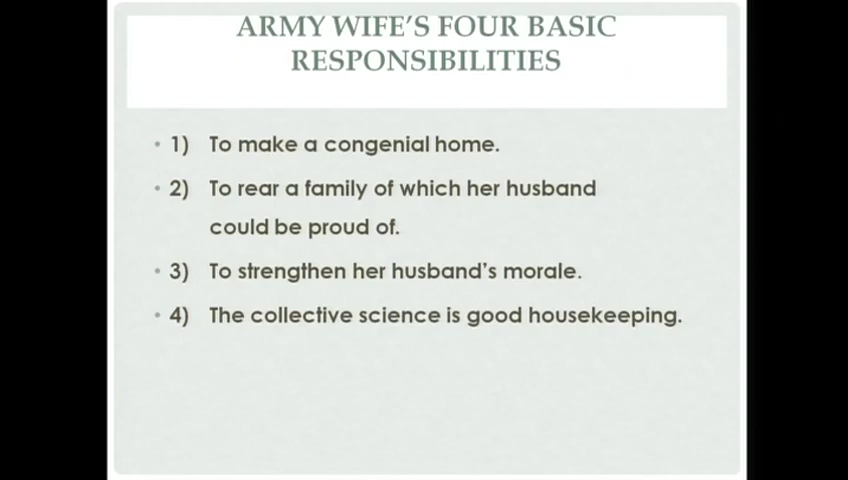 ARMY WIFE'S FOUR BASIC
RESPONSIBILITIES
• 1) To make a congenial home.
• 2) To rear a family of which her husband
could be proud of.
• 3) To strengthen her husband's morale.
• 4) The collective science is good housekeeping.